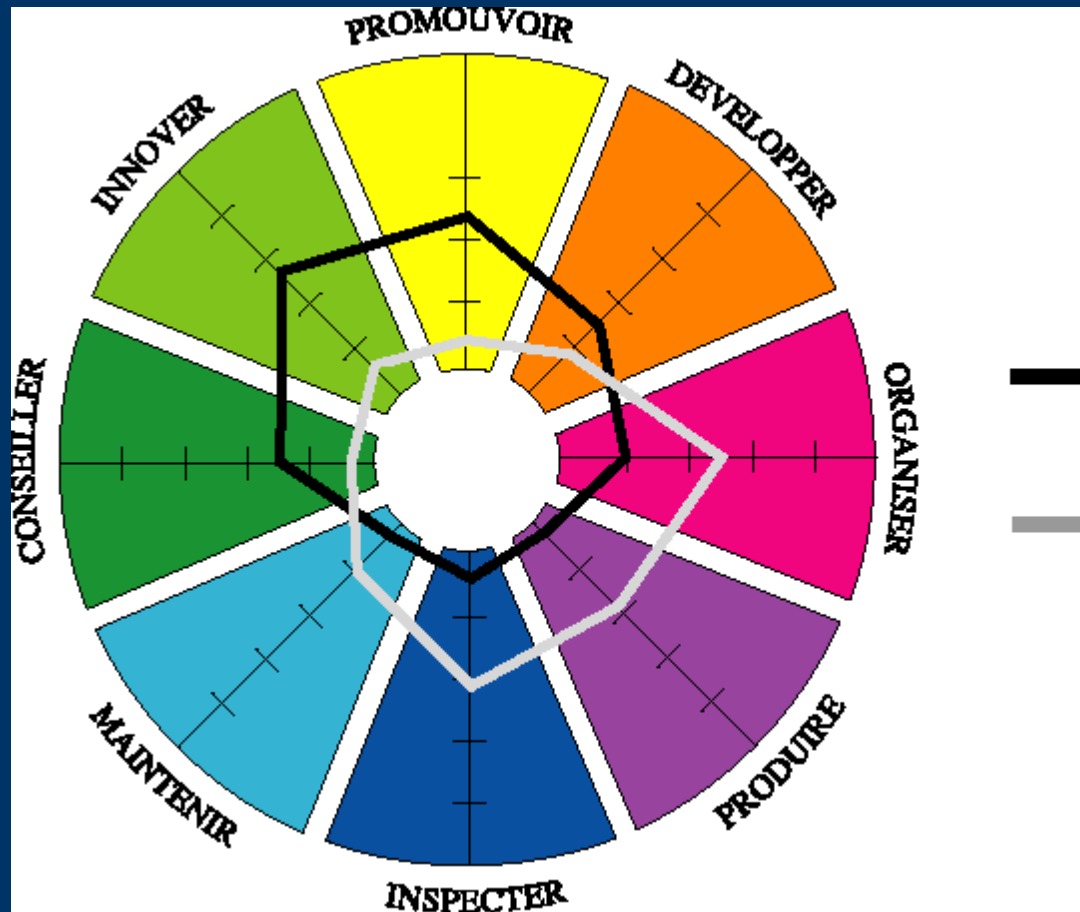 PROMOUVOIR
DEVELOPPER
ORGANISER
PRODUIRE
INSPECTER
MAINTENIR
CONSEILLER
INNOVER